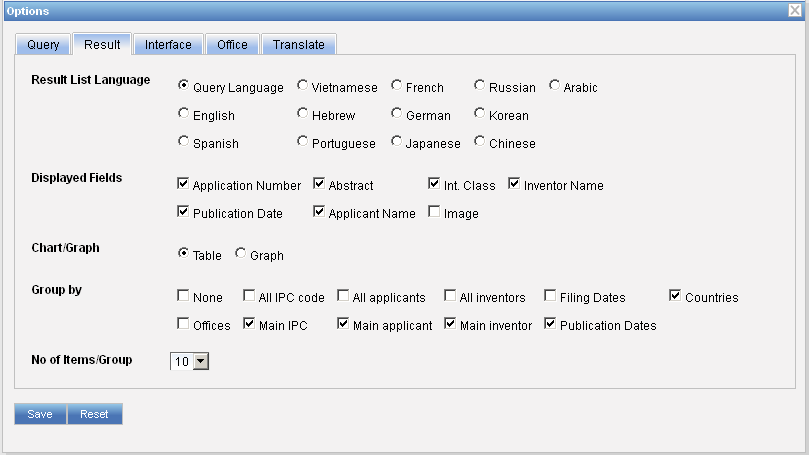 Options
Query Result Interface Office Translate
Result List Language Query Language Vietnamese French Russian Arabic
English Hebrew German Korean
Spanish Portuguese Japanese Chinese
Displayed Fields Application Number Abstract Int. Class Inventor Name
Publication Date Applicant Name Image
Chart/Graph Table Graph
Group by None All IPC code All applicants All inventors Filing Dates Countries
Offices Main IPC Main applicant Main inventor Publication Dates
No of Items/Group 10
Save Reset